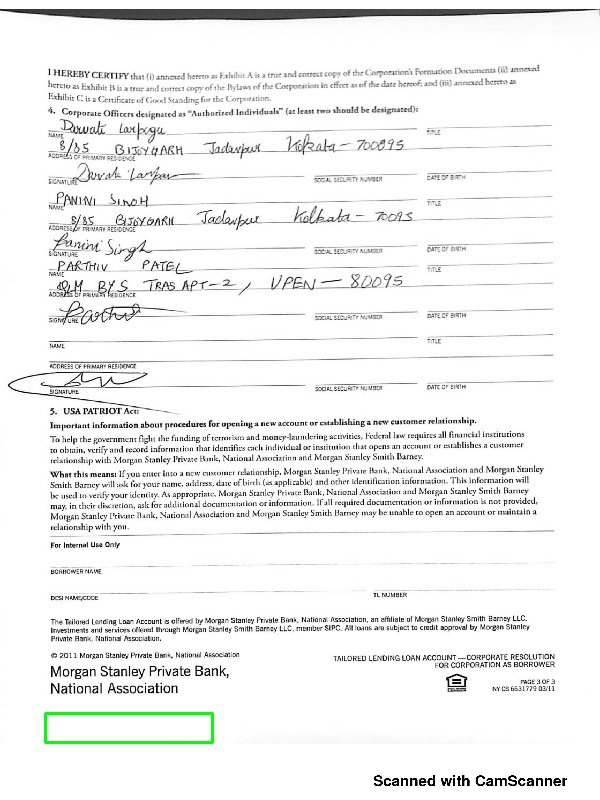 I HEREBY CERTIFY that (i) annexed hereto as Exhibit A is a true and correct copy of the Corporation's Formation Documents (ii) annexed
hereto as Exhibit B is a true and correct copy of the Bylaws of the Corporation in effect as of the date hereof; and (iii) annexed hereto as
Exhibit C is a Certificate of Good Standing for the Corporation.
4. Corporate Officers designated as "Authorized Individuals" (at least two should be designated):
NAME TITLE
8/85 BIJOYGARH Jadavpur Kolkata - 700095
ADDRESS OF PRIMARY RESIDENCE
SIGNATURE SOCIAL SECURITY NUMBER DATE OF BIRTH
PANINI SINGH
NAME TITLE
8/85 BIJOYGARH Jadavpur Kolkata - 70095
ADDRESS OF PRIMARY RESIDENCE
Panini Singh
SIGNATURE SOCIAL SECURITY NUMBER DATE OF BIRTH
PARTHIV PATEL
NAME TITLE
BYS TRAS APT-2, UPEN - 80095
ADDRESS OF PRIMARY RESIDENCE
Parthiv
SIGNATURE SOCIAL SECURITY NUMBER DATE OF BIRTH
NAME TITLE
ADDRESS OF PRIMARY RESIDENCE
SIGNATURE SOCIAL SECURITY NUMBER DATE OF BIRTH
5. USA PATRIOT Act:
Important information about procedures for opening a new account or establishing a new customer relationship.
To help the government fight the funding of terrorism and money-laundering activities, Federal law requires all financial institutions
to obtain, verify and record information that identifies each individual or institution that opens an account or establishes a customer
relationship with Morgan Stanley Private Bank, National Association and Morgan Stanley Smith Barney.
What this means: If you enter into a new customer relationship, Morgan Stanley Private Bank, National Association and Morgan Stanley
Smith Barney will ask for your name, address, date of birth (as applicable) and other identification information. This information will
be used to verify your identity. As appropriate, Morgan Stanley Private Bank, National Association and Morgan Stanley Smith Barney
may, in their discretion, ask for additional documentation or information. If all required documentation or information is not provided,
Morgan Stanley Private Bank, National Association and Morgan Stanley Smith Barney may be unable to open an account or maintain a
relationship with you.
For Internal Use Only
BORROWER NAME
DESI NAME/CODE TL NUMBER
The Tailored Lending Loan Account is offered by Morgan Stanley Private Bank, National Association, an affiliate of Morgan Stanley Smith Barney LLC.
Investments and services offered through Morgan Stanley Smith Barney LLC, member SIPC. All loans are subject to credit approval by Morgan Stanley
Private Bank, National Association.
© 2011 Morgan Stanley Private Bank, National Association
TAILORED LENDING LOAN ACCOUNT—CORPORATE RESOLUTION
FOR CORPORATION AS BORROWER
Morgan Stanley Private Bank,
National Association
PAGE 3 OF 3
NY CS 6631779 03/11
Scanned with CamScanner